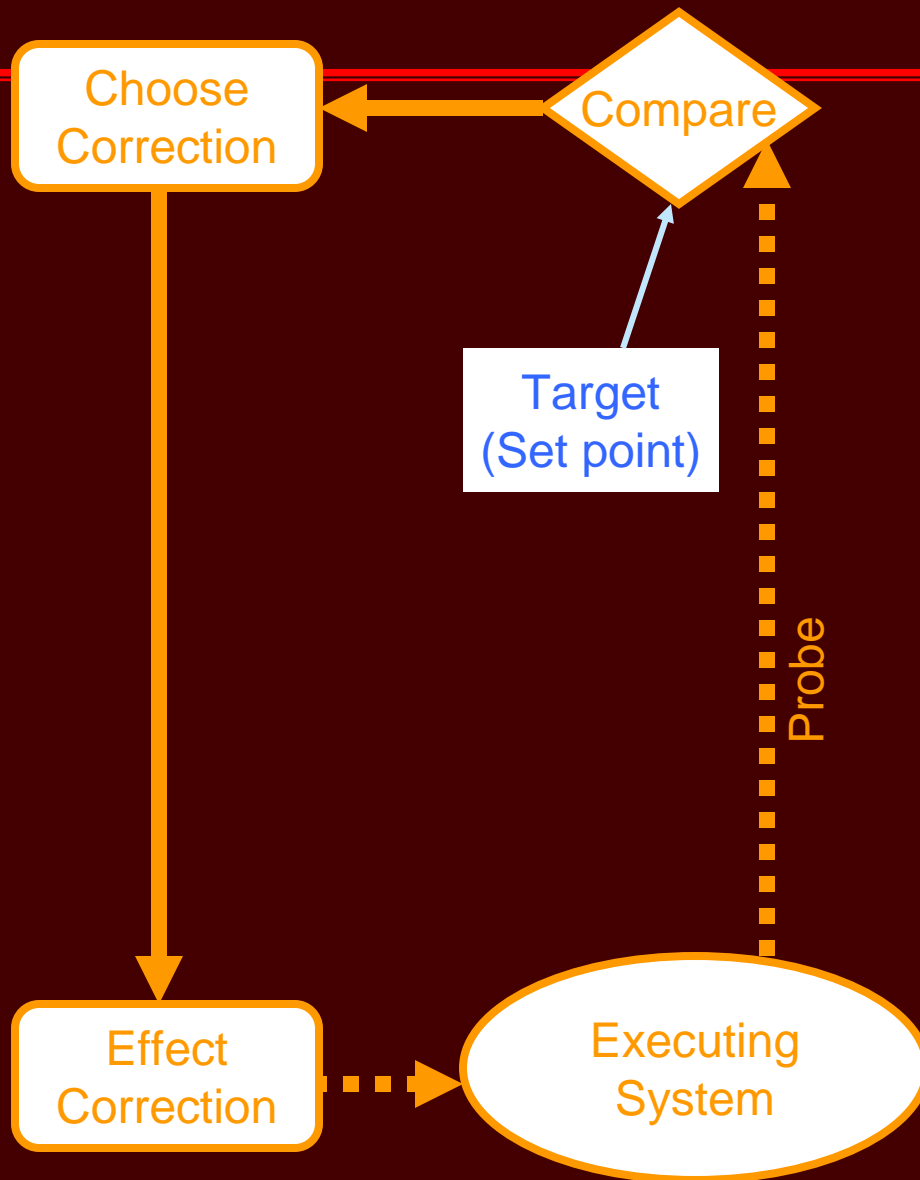 Choose
Correction
Compare
Target
(Set point)
Probe
Effect
Correction
Executing
System